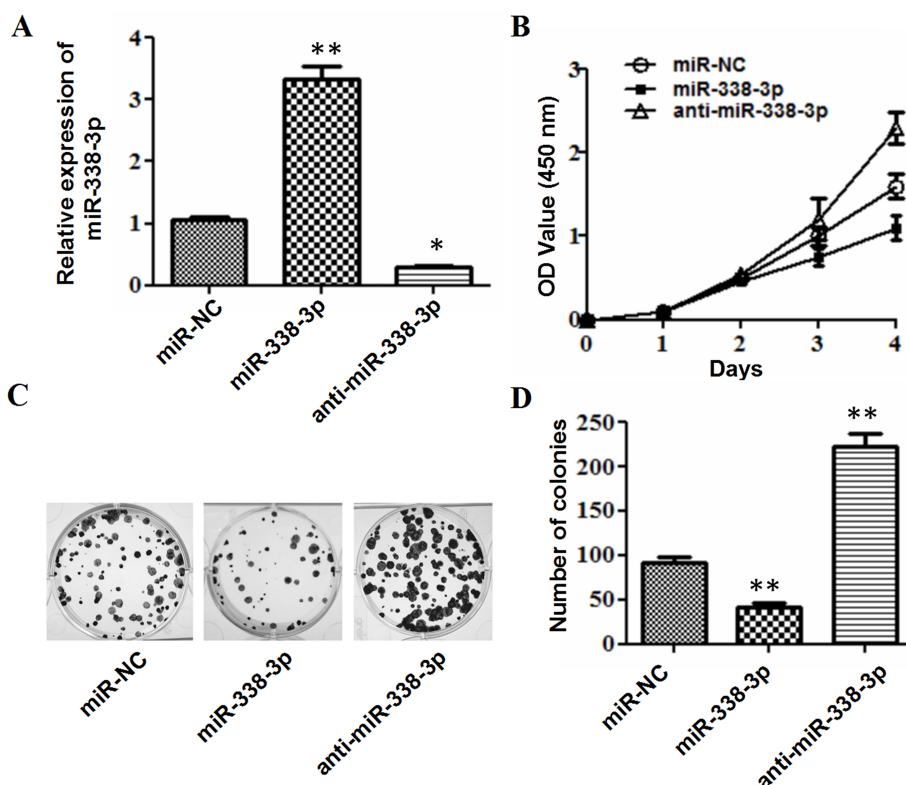 A
Relative expression of
miR-338-3p
4
3
2
1
0
**
*
miR-NC
miR-338-3p
anti-miR-338-3p
B
OD Value (450 nm)
3
2
1
0
miR-NC
miR-338-3p
anti-miR-338-3p
0 1 2 3 4
Days
C
miR-NC
miR-338-3p
anti-miR-338-3p
D
Number of colonies
250
200
150
100
50
0
**
**
miR-NC
miR-338-3p
anti-miR-338-3p